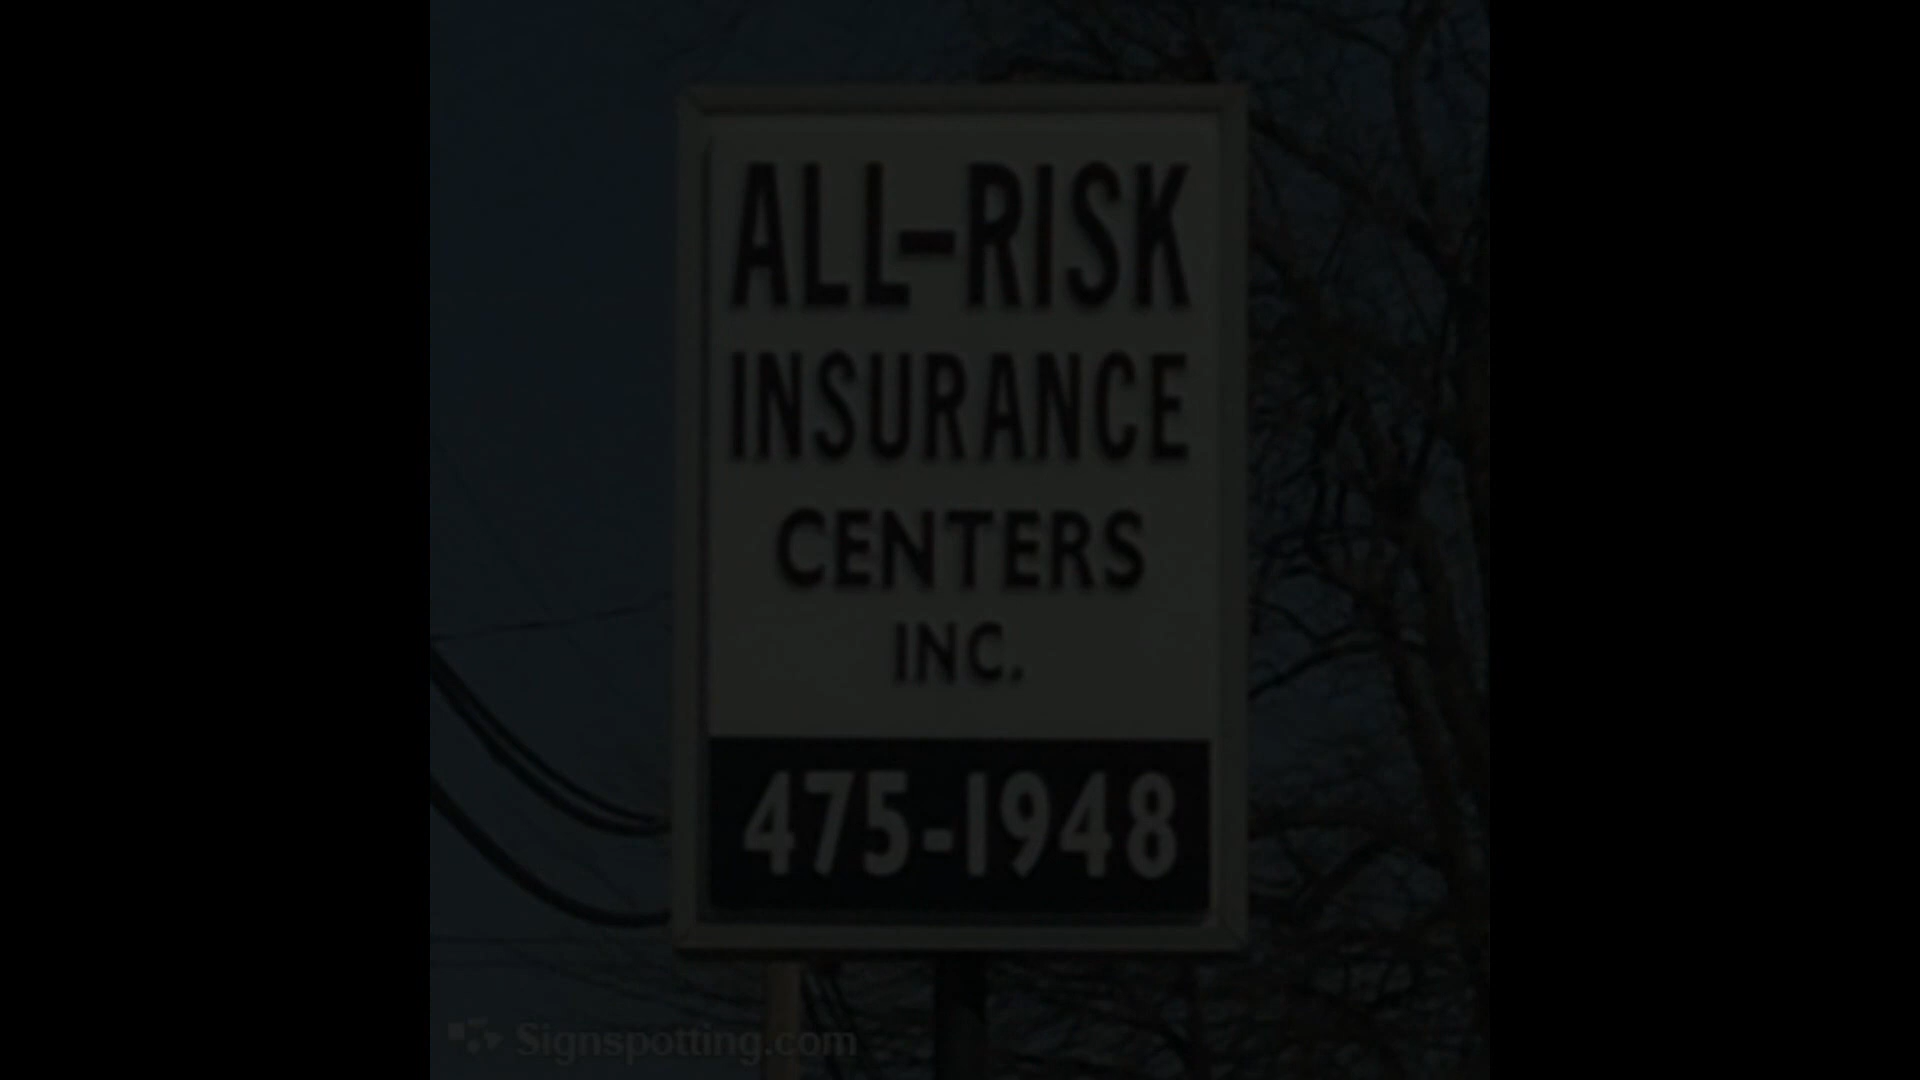 ALL-RISK
INSURANCE
CENTERS
INC.
475-1948
Signspotting.com